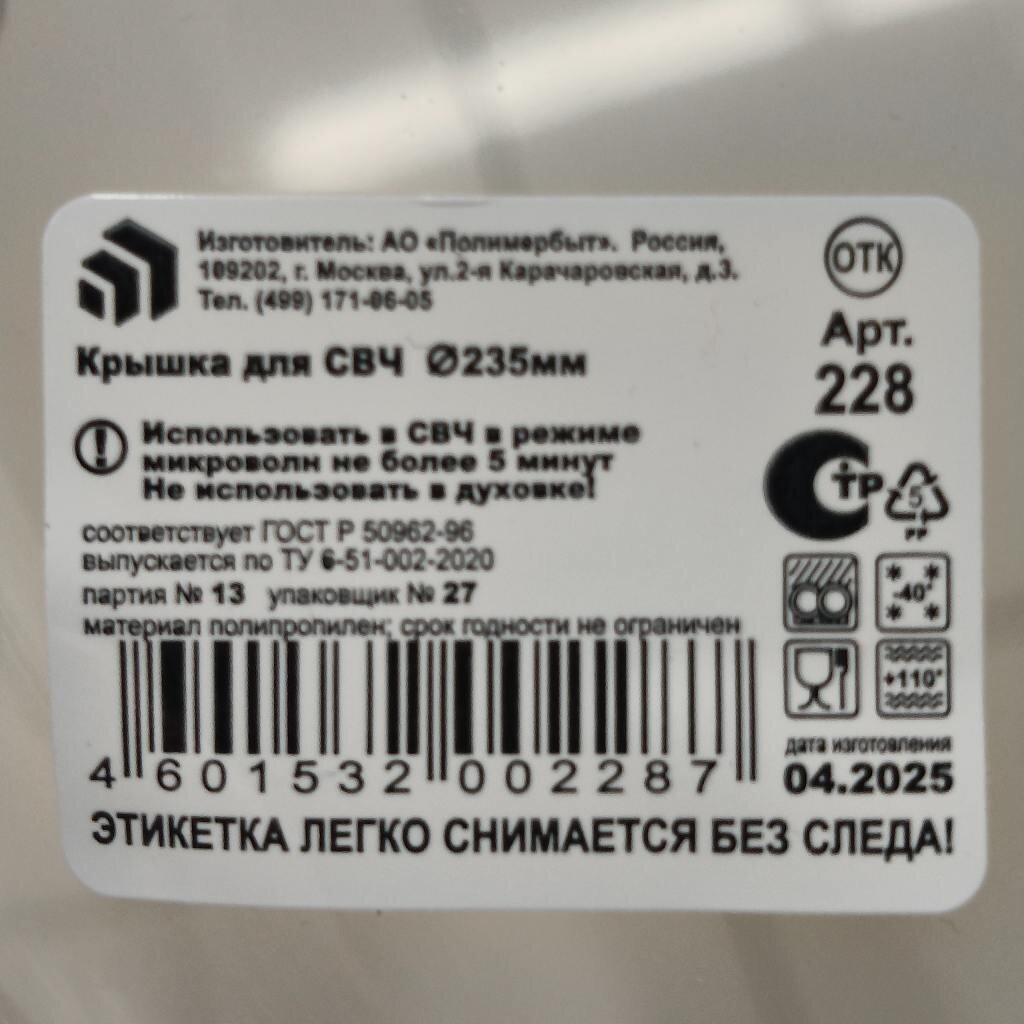 Изготовитель: АО «Полимербыт». Россия,
109202, г. Москва, ул.2-я Карачаровская, д.3.
Тел. (499) 171-06-05
ОТК
Арт.
228
Крышка для СВЧ Ø235мм
Использовать в СВЧ в режиме
микроволн не более 5 минут
Не использовать в духовке!
соответствует ГОСТ Р 50962-96
выпускается по ТУ 6-51-002-2020
партия № 13 упаковщик № 27
материал полипропилен; срок годности не ограничен
ТР
5
PP
-40°
+110°
дата изготовления
04.2025
4 601532 002287
ЭТИКЕТКА ЛЕГКО СНИМАЕТСЯ БЕЗ СЛЕДА!